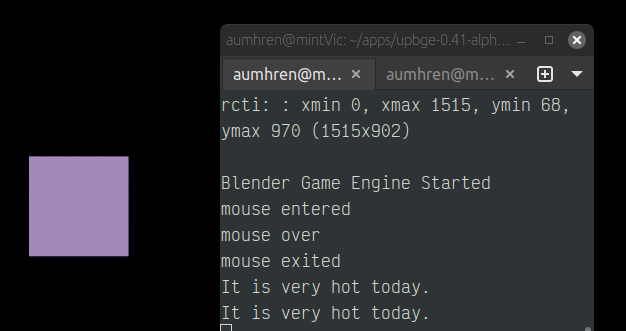 aumhren@mintVic: ~/apps/upbge-0.41-alph…
aumhren@m…
aumhren@m…
rcti: : xmin 0, xmax 1515, ymin 68,
ymax 970 (1515x902)
Blender Game Engine Started
mouse entered
mouse over
mouse exited
It is very hot today.
It is very hot today.